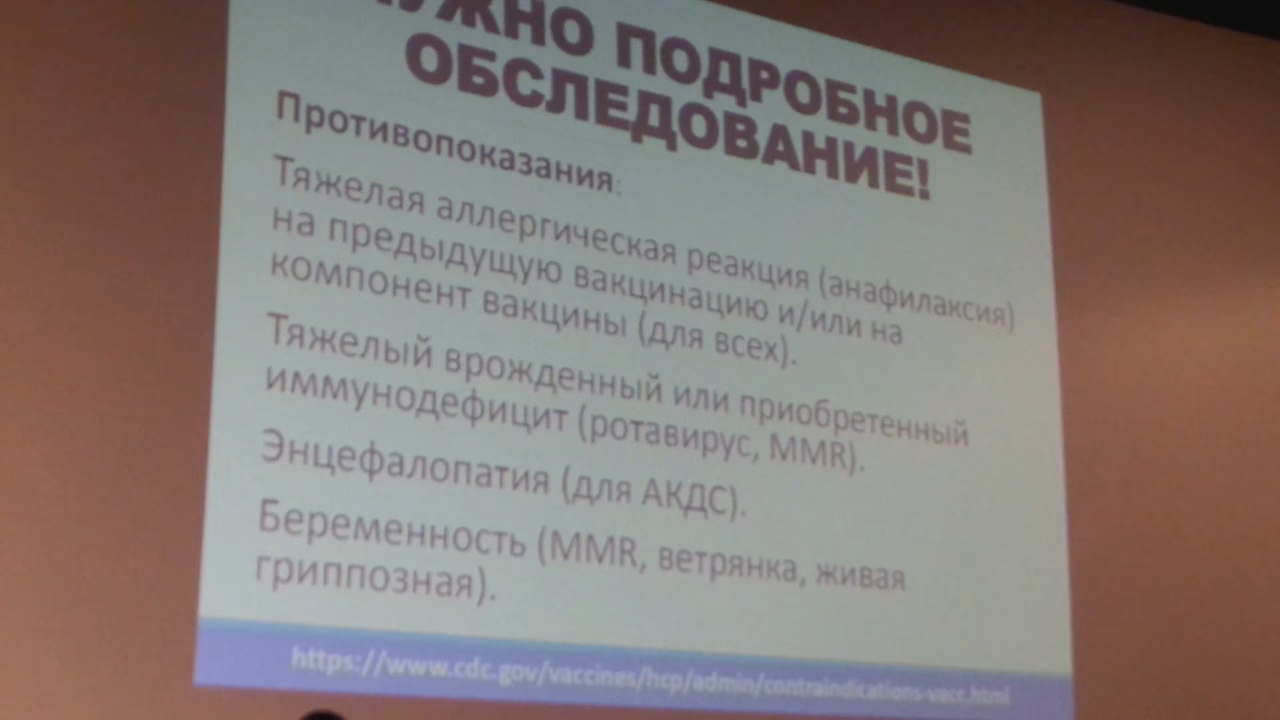 НУЖНО ПОДРОБНОЕ
ОБСЛЕДОВАНИЕ!
Противопоказания:
Тяжелая аллергическая реакция (анафилаксия)
на предыдущую вакцинацию и/или на
компонент вакцины (для всех).
Тяжелый врожденный или приобретенный
иммунодефицит (ротавирус, MMR).
Энцефалопатия (для АКДС).
Беременность (MMR, ветрянка, живая
гриппозная).
https://www.cdc.gov/vaccines/hcp/admin/contraindications-vacc.html